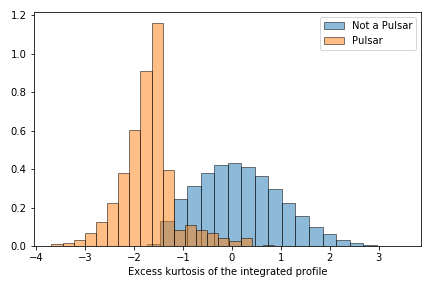 1.2
1.0
0.8
0.6
0.4
0.2
0.0
Not a Pulsar
Pulsar
−4 −3 −2 −1 0 1 2 3
Excess kurtosis of the integrated profile